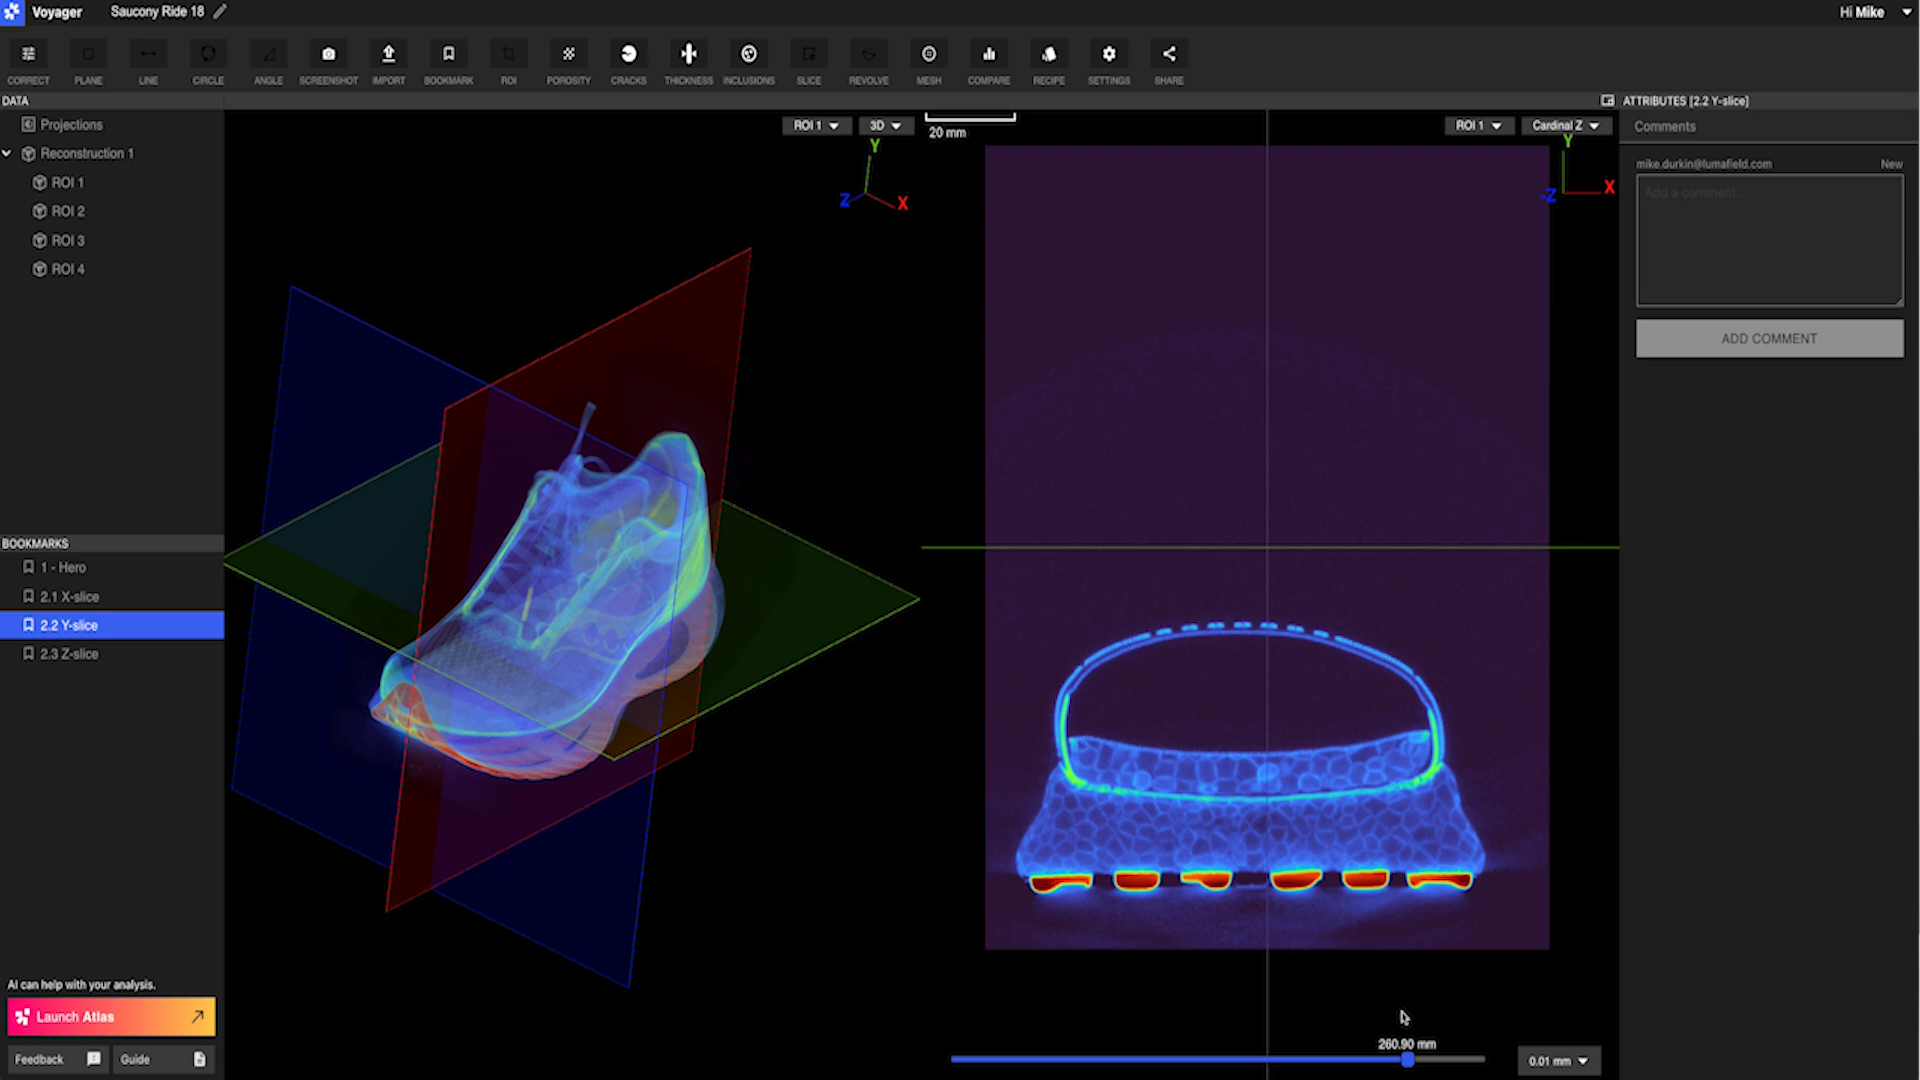 Voyager
Saucony Ride 18
Hi Mike
CORRECT
PLANE
LINE
CIRCLE
ANGLE
SCREENSHOT
IMPORT
BOOKMARK
ROI
POROSITY
CRACKS
THICKNESS
INCLUSIONS
SLICE
REVOLVE
MESH
COMPARE
RECIPE
SETTINGS
SHARE
DATA
Projections
Reconstruction 1
ROI 1
ROI 2
ROI 3
ROI 4
BOOKMARKS
1 - Hero
2.1 X-slice
2.2 Y-slice
2.3 Z-slice
AI can help with your analysis.
Launch Atlas
Feedback
Guide
ROI 1
3D
Y
Z
X
20 mm
ROI 1
Cardinal Z
Y
-Z
X
260.90 mm
0.01 mm
ATTRIBUTES [2.2 Y-slice]
Comments
mike.durkin@lumafield.com
New
Add a comment...
ADD COMMENT